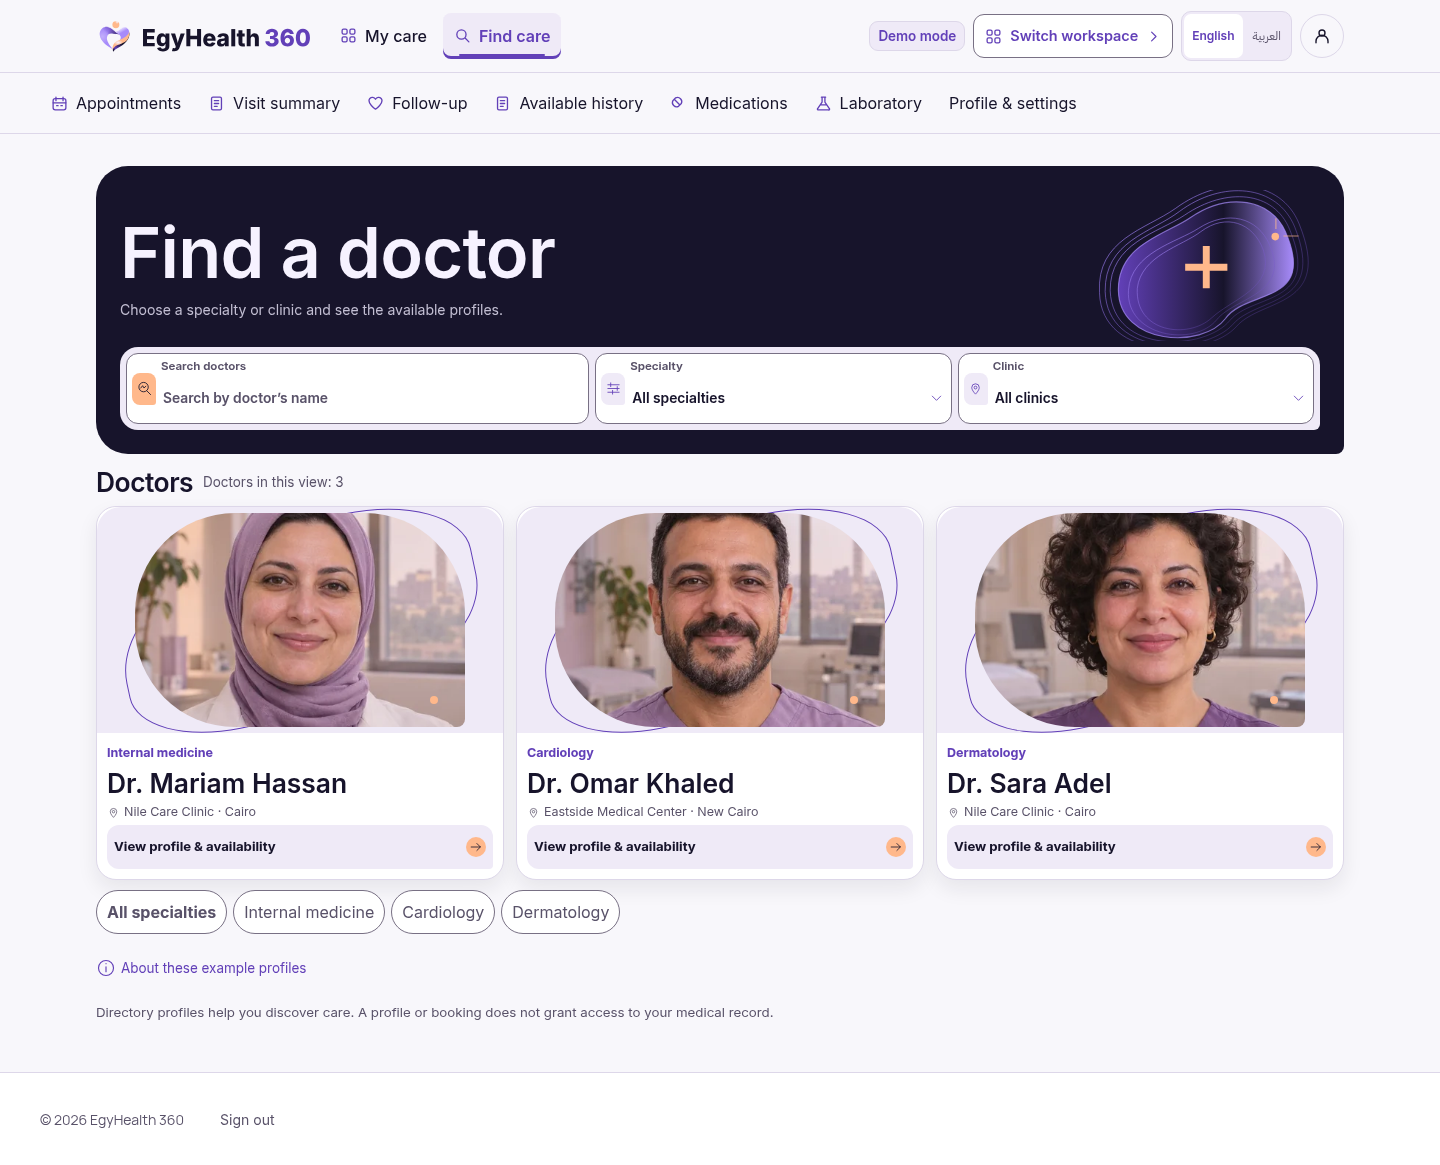 EgyHealth 360
My care
Find care
Demo mode
Switch workspace
English
العربية
Appointments
Visit summary
Follow-up
Available history
Medications
Laboratory
Profile & settings
Find a doctor
Choose a specialty or clinic and see the available profiles.
Search doctors
Search by doctor’s name
Specialty
All specialties
Clinic
All clinics
Doctors
Doctors in this view: 3
Internal medicine
Dr. Mariam Hassan
Nile Care Clinic · Cairo
View profile & availability
Cardiology
Dr. Omar Khaled
Eastside Medical Center · New Cairo
View profile & availability
Dermatology
Dr. Sara Adel
Nile Care Clinic · Cairo
View profile & availability
All specialties
Internal medicine
Cardiology
Dermatology
About these example profiles
Directory profiles help you discover care. A profile or booking does not grant access to your medical record.
© 2026 EgyHealth 360
Sign out